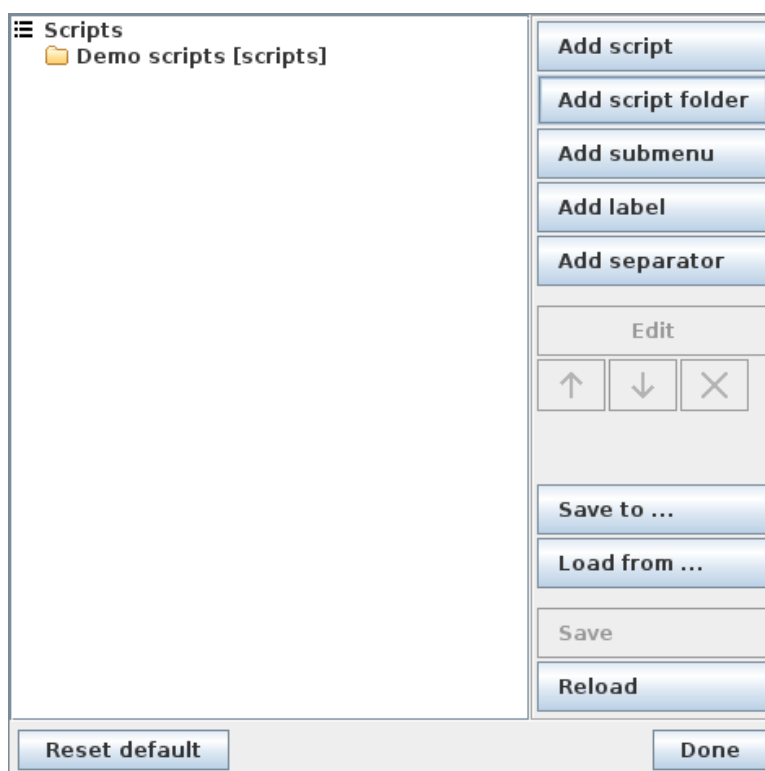 Scripts
Demo scripts [scripts]
Add script
Add script folder
Add submenu
Add label
Add separator
Edit
Save to ...
Load from ...
Save
Reload
Reset default
Done